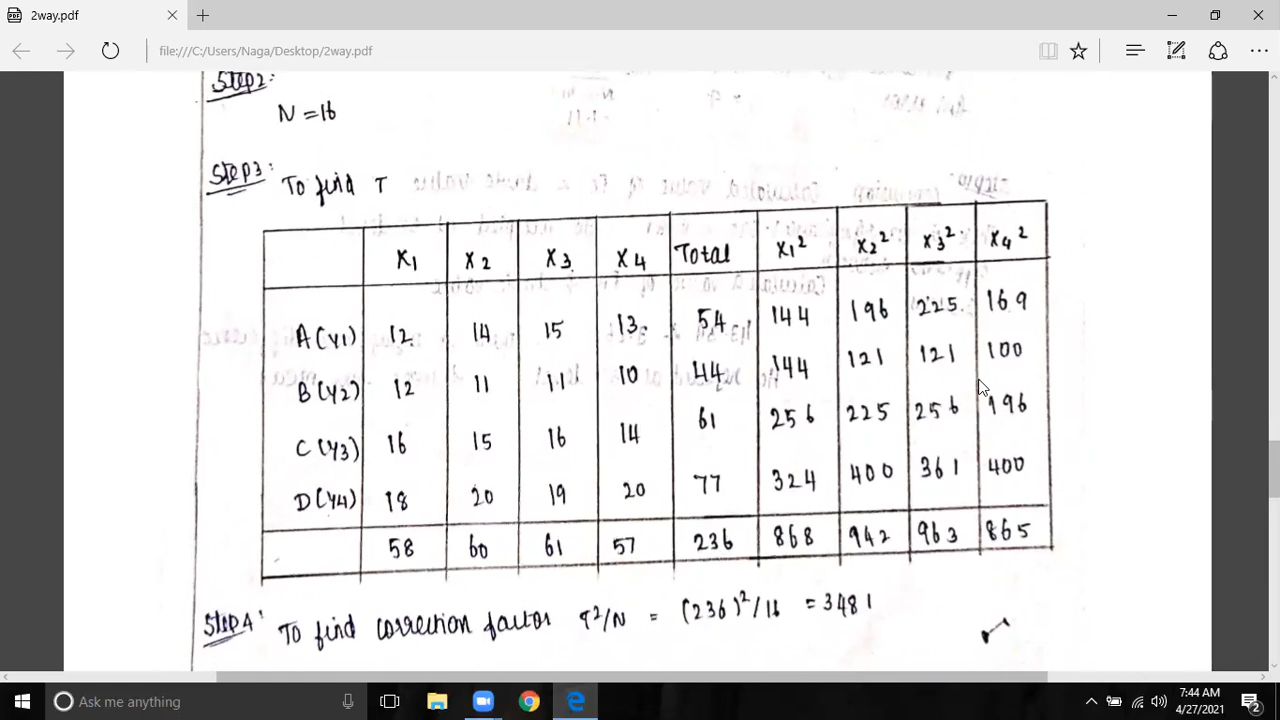 2way.pdf
file:///C:/Users/Naga/Desktop/2way.pdf
Step2:
N = 16
Step3: To find T
X1 X2 X3 X4 Total X1² X2² X3² X4²
A(Y1) 12 14 15 13 54 144 196 225 169
B(Y2) 12 11 11 10 44 144 121 121 100
C(Y3) 16 15 16 14 61 256 225 256 196
D(Y4) 18 20 19 20 77 324 400 361 400
58 60 61 57 236 868 942 963 865
Step4: To find correction factor T²/N = (236)²/16 = 3481
Ask me anything
7:44 AM
4/27/2021
2